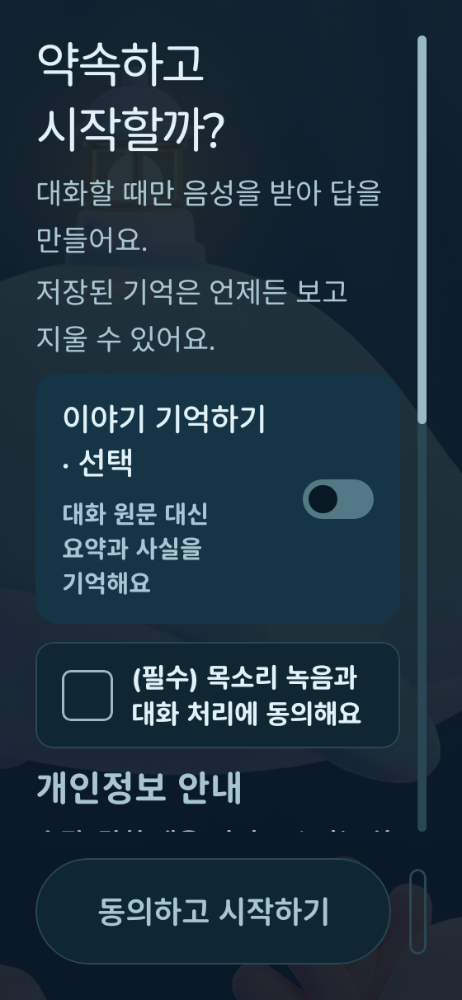 약속하고
시작할까?
대화할 때만 음성을 받아 답을
만들어요.
저장된 기억은 언제든 보고
지울 수 있어요.
이야기 기억하기
· 선택
대화 원문 대신
요약과 사실을
기억해요
(필수) 목소리 녹음과
대화 처리에 동의해요
개인정보 안내
동의하고 시작하기